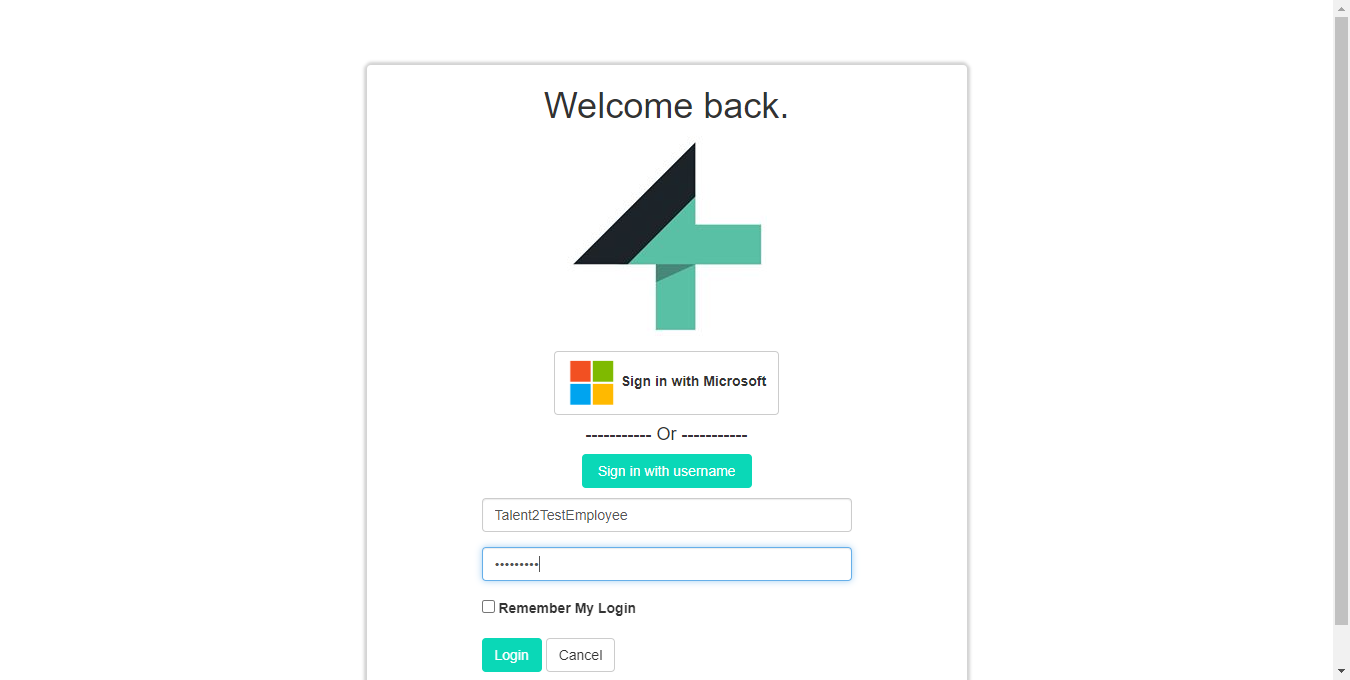 Welcome back.
Sign in with Microsoft
----------- Or -----------
Sign in with username
Talent2TestEmployee
•••••••••
Remember My Login
Login
Cancel